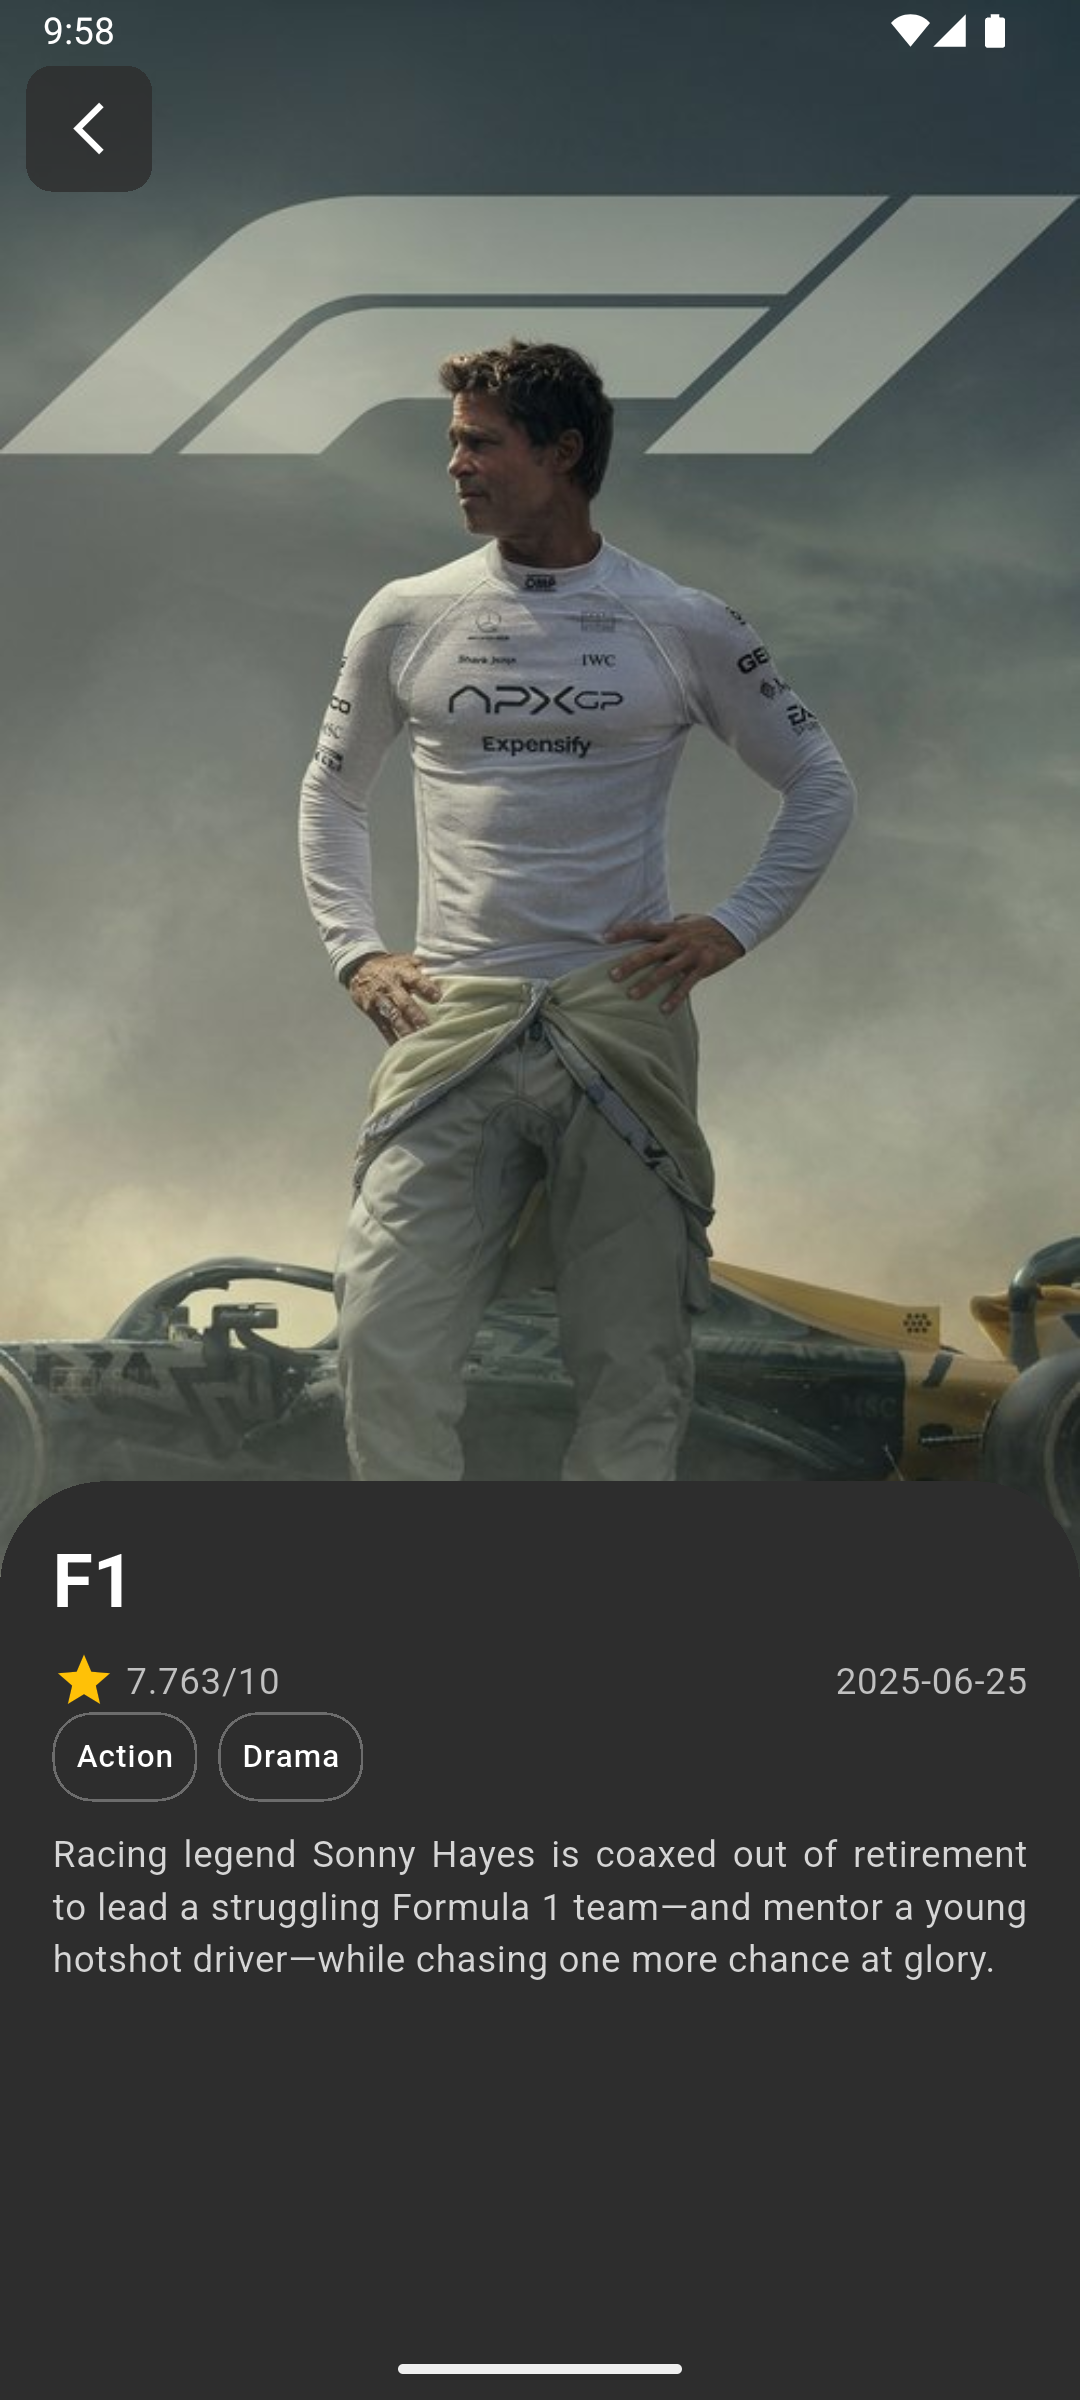 9:58
F1
OMP
IWC
APXGP
Expensify
MSC
F1
7.763/10
2025-06-25
Action
Drama
Racing legend Sonny Hayes is coaxed out of retirement
to lead a struggling Formula 1 team—and mentor a young
hotshot driver—while chasing one more chance at glory.